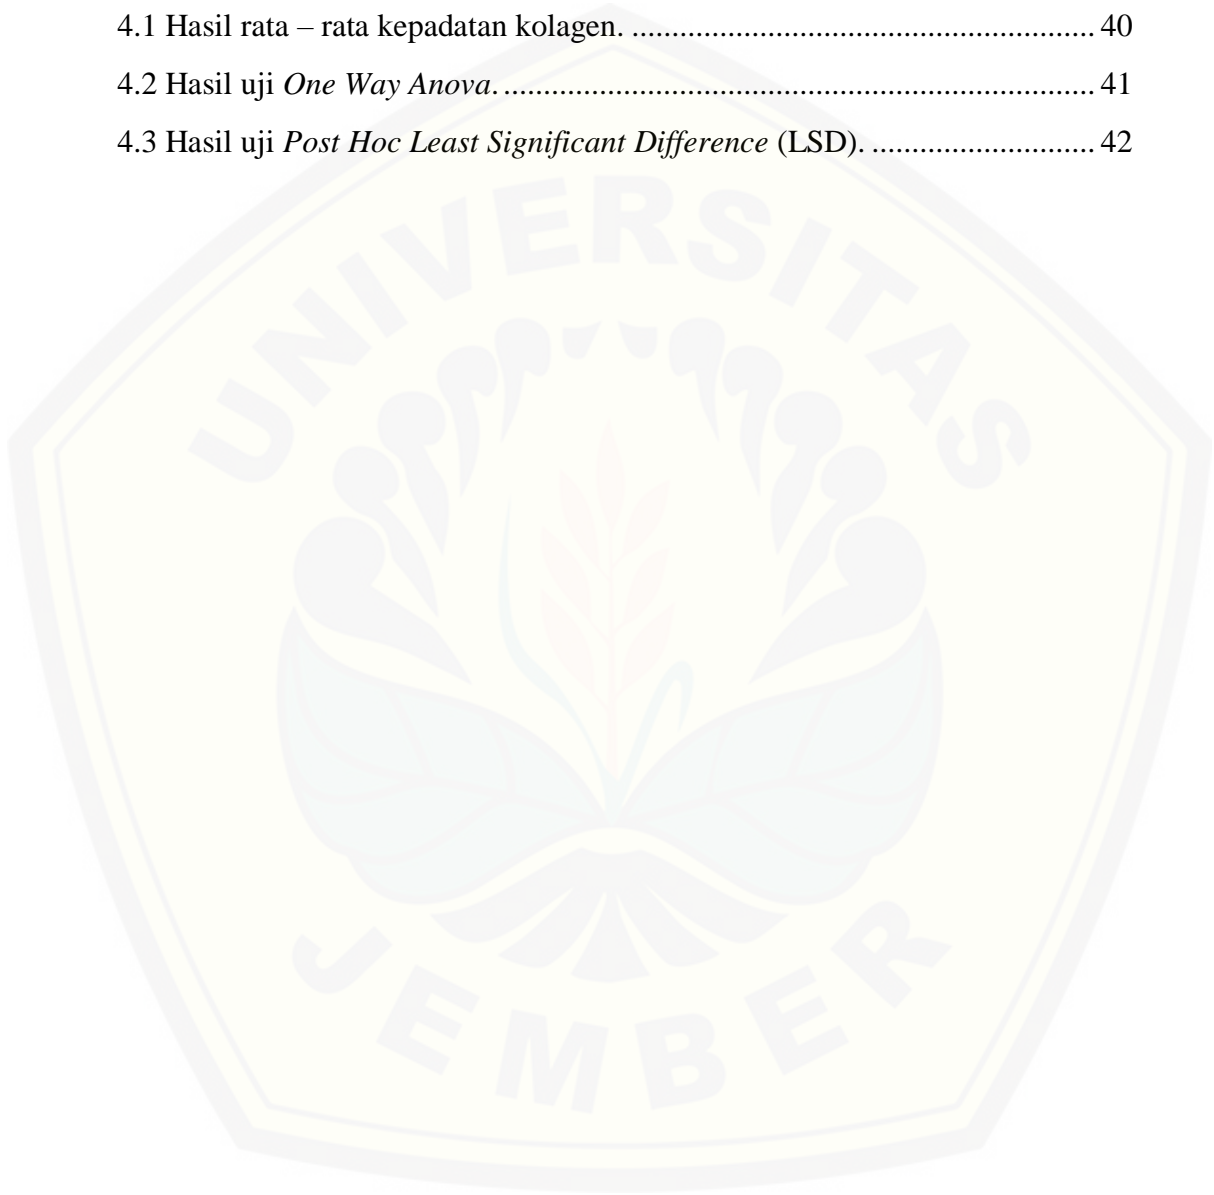 4.1 Hasil rata – rata kepadatan kolagen. .......................................................... 40
4.2 Hasil uji One Way Anova. .......................................................................... 41
4.3 Hasil uji Post Hoc Least Significant Difference (LSD). ............................ 42
UNIVERSITAS
JEMBER